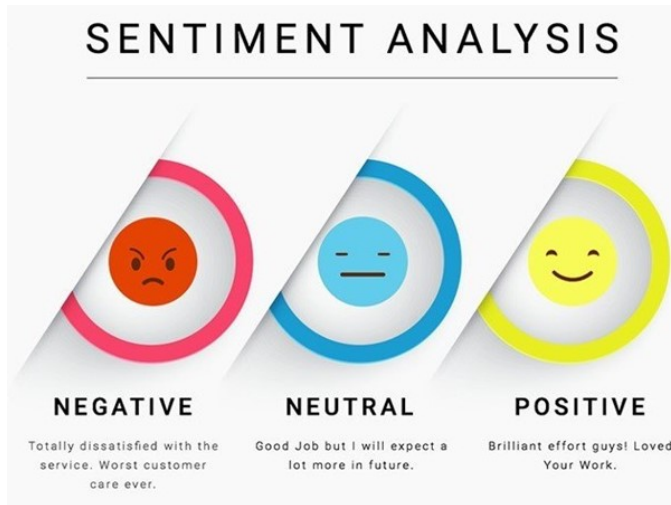 SENTIMENT ANALYSIS
NEGATIVE
Totally dissatisfied with the
service. Worst customer
care ever.
NEUTRAL
Good Job but I will expect a
lot more in future.
POSITIVE
Brilliant effort guys! Loved
Your Work.